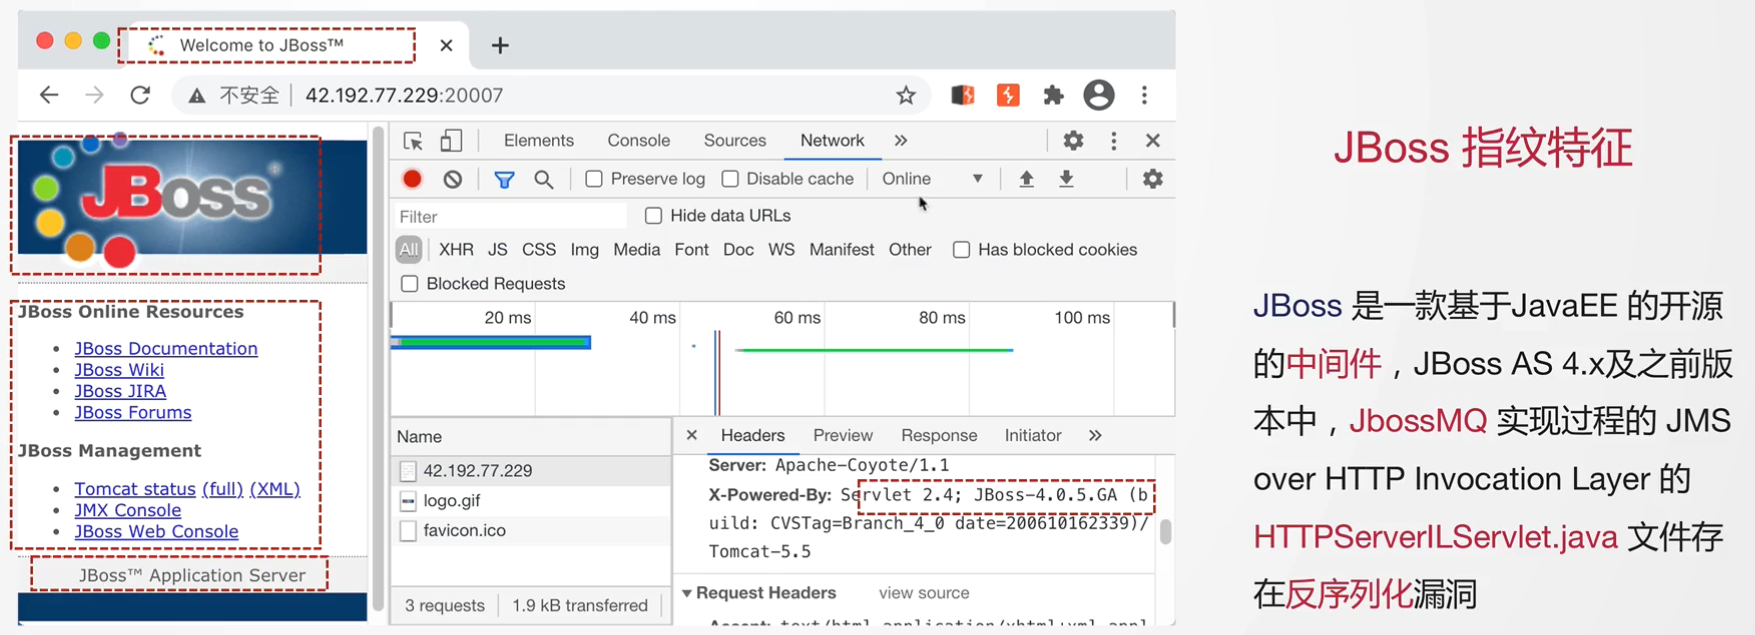 Welcome to JBoss™
不安全
42.192.77.229:20007
JBoss
JBoss Online Resources
JBoss Documentation
JBoss Wiki
JBoss JIRA
JBoss Forums
JBoss Management
Tomcat status (full) (XML)
JMX Console
JBoss Web Console
JBoss™ Application Server
Elements Console Sources Network
Preserve log Disable cache Online
Filter Hide data URLs
All XHR JS CSS Img Media Font Doc WS Manifest Other Has blocked cookies
Blocked Requests
20 ms 40 ms 60 ms 80 ms 100 ms
Name
42.192.77.229
logo.gif
favicon.ico
3 requests 1.9 kB transferred
Headers Preview Response Initiator
Server: Apache-Coyote/1.1
X-Powered-By: Servlet 2.4; JBoss-4.0.5.GA (b
uild: CVSTag=Branch_4_0 date=200610162339)/
Tomcat-5.5
Request Headers view source
JBoss 指纹特征
JBoss 是一款基于JavaEE 的开源
的中间件，JBoss AS 4.x及之前版
本中，JbossMQ 实现过程的 JMS
over HTTP Invocation Layer 的
HTTPServerILServlet.java 文件存
在反序列化漏洞